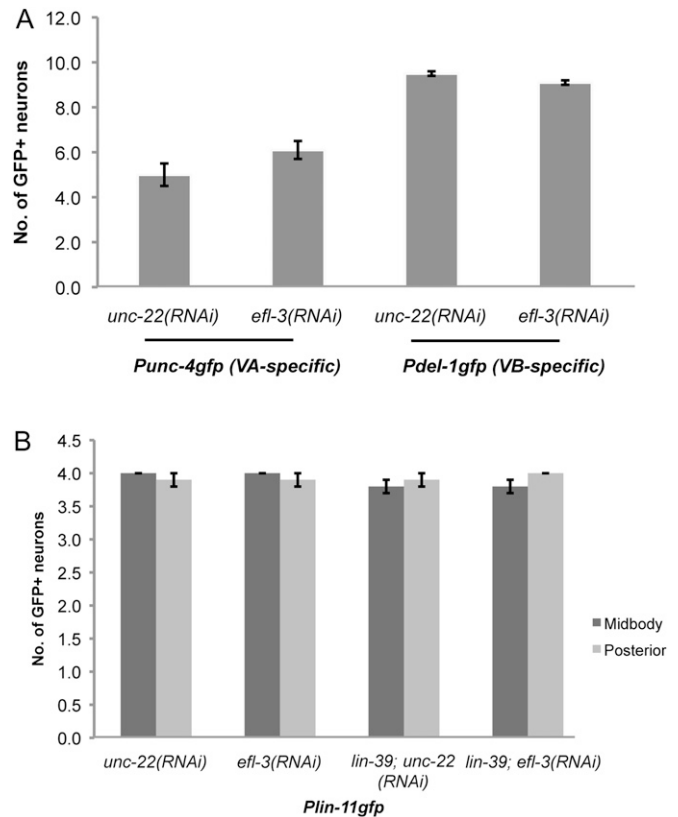 A
No. of GFP+ neurons
12.0
10.0
8.0
6.0
4.0
2.0
0.0
unc-22(RNAi) efl-3(RNAi) unc-22(RNAi) efl-3(RNAi)
Punc-4gfp (VA-specific) Pdel-1gfp (VB-specific)
B
No. of GFP+ neurons
4.5
4.0
3.5
3.0
2.5
2.0
1.5
1.0
0.5
0.0
Midbody
Posterior
unc-22(RNAi) efl-3(RNAi) lin-39; unc-22 lin-39; efl-3(RNAi)
(RNAi)
Plin-11gfp